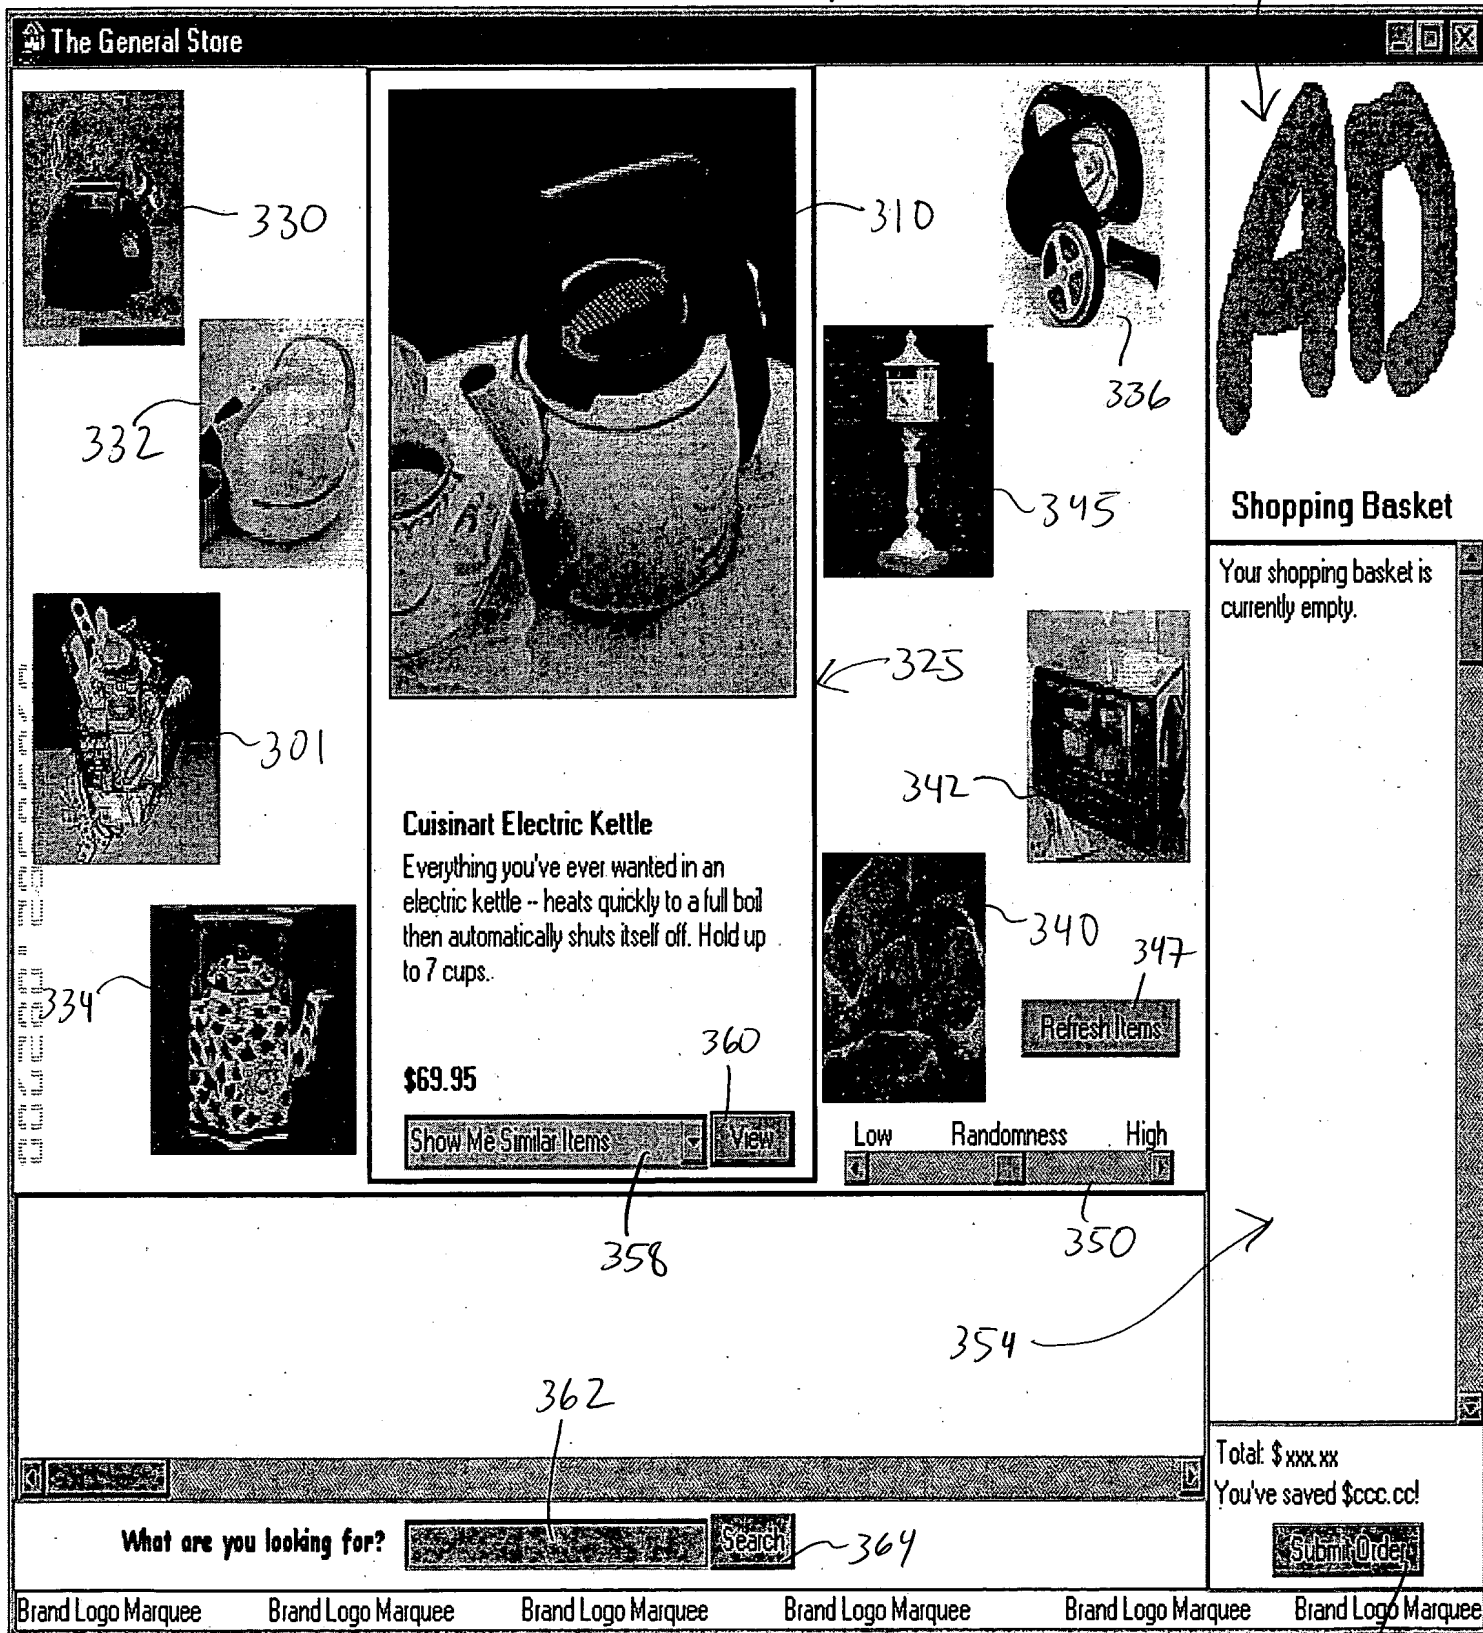 The General Store
330
332
301
334
310
325
Cuisinart Electric Kettle
Everything you've ever wanted in an
electric kettle -- heats quickly to a full boil
then automatically shuts itself off. Hold up
to 7 cups.
$69.95
360
Show Me Similar Items
View
358
336
345
342
340
347
Refresh Items
Low Randomness High
350
AD
Shopping Basket
Your shopping basket is
currently empty.
354
362
What are you looking for?
Search
364
Total: $xxx.xx
You've saved $ccc.cc!
Submit Order
Brand Logo Marquee Brand Logo Marquee Brand Logo Marquee Brand Logo Marquee Brand Logo Marquee Brand Logo Marquee